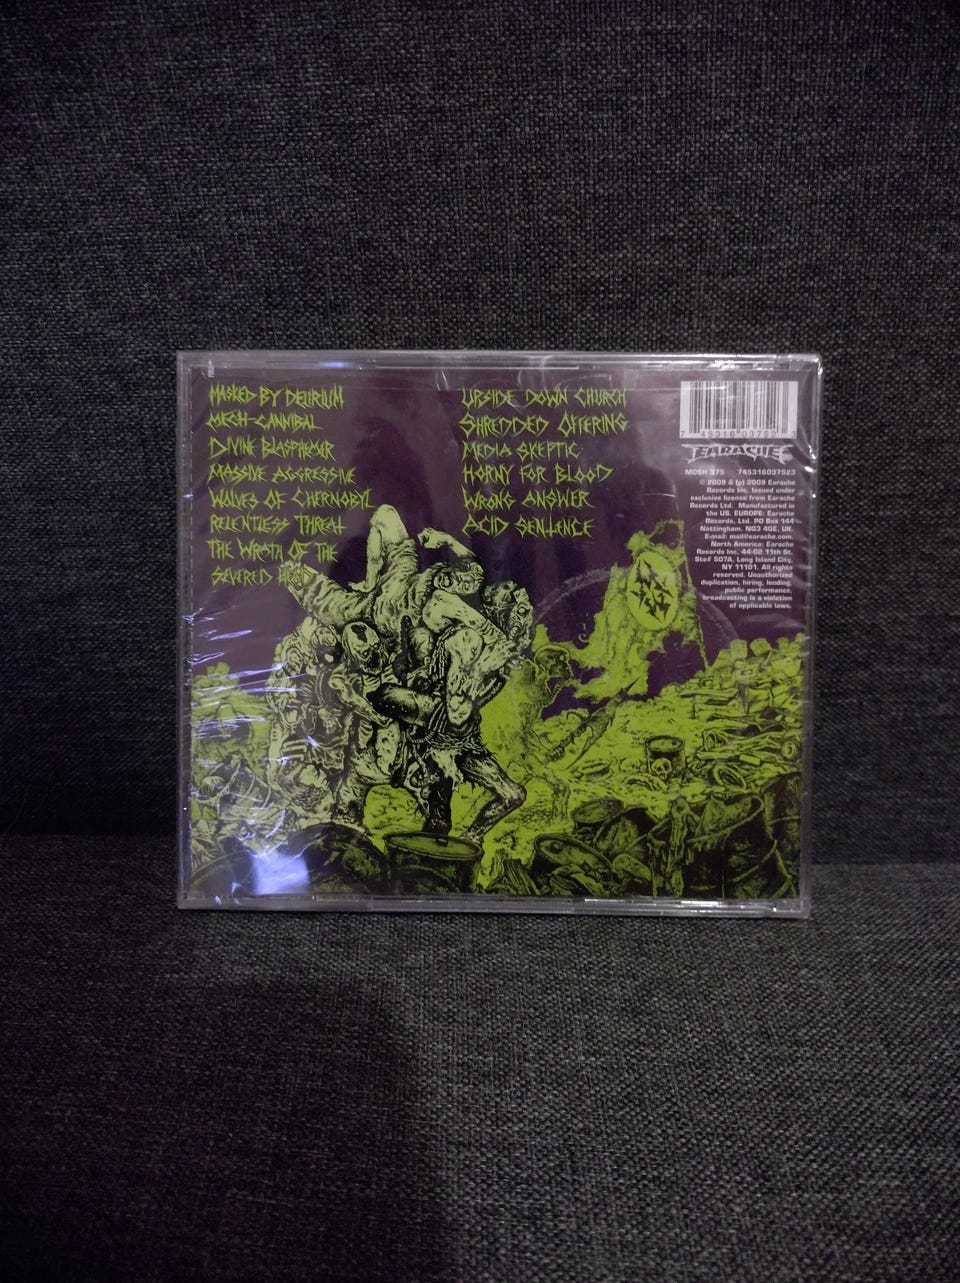 MASKED BY DELIRIUM
MECH-CANNIBAL
DIVINE BLASPHEMER
MASSIVE AGGRESSIVE
WOLVES OF CHERNOBYL
RELENTLESS THREAT
THE WRATH OF THE
SEVERED HEAD
UPSIDE DOWN CHURCH
SHREDDED OFFERING
MEDIA SKEPTIC
HORNY FOR BLOOD
WRONG ANSWER
ACID SENTENCE
7 45316 03752
EARACHE
MOSH 375 745316037523
© 2009 & (p) 2009 Earache
Records Inc. Issued under
exclusive license from Earache
Records Ltd. Manufactured in
the US. EUROPE: Earache
Records, Ltd. PO Box 144
Nottingham. NG3 4GE, UK.
E-mail: mail@earache.com.
North America: Earache
Records Inc, 44-02 11th St.
Ste# 507A, Long Island City,
NY 11101. All rights
reserved. Unauthorized
duplication, hiring, lending,
public performance,
broadcasting is a violation
of applicable laws.